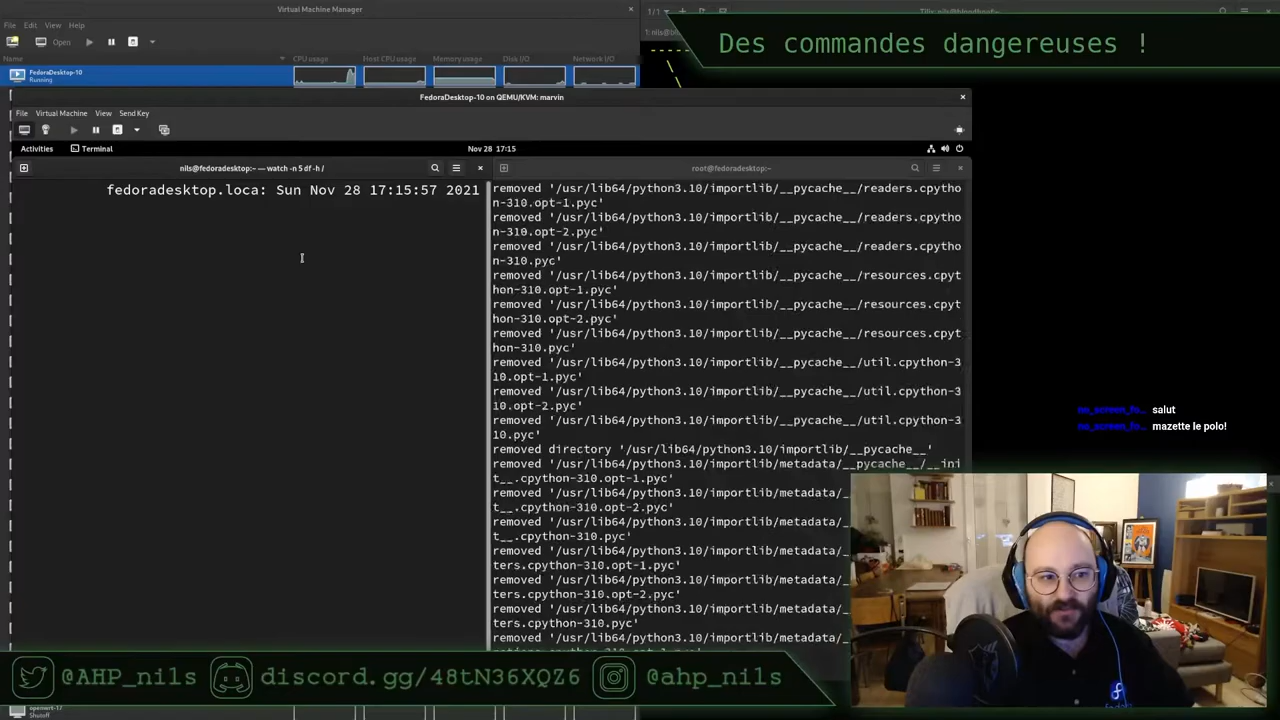 Virtual Machine Manager
File Edit View Help
Open
Name CPU usage Host CPU usage Memory usage Disk I/O Network I/O
FedoraDesktop-10
Running
1/1
Des commandes dangereuses !
FedoraDesktop-10 on QEMU/KVM: marvin
File Virtual Machine View Send Key
Activities Terminal Nov 28 17:15
nils@fedoradesktop:~ — watch -n 5 df -h /
fedoradesktop.loca: Sun Nov 28 17:15:57 2021
root@fedoradesktop:~
removed '/usr/lib64/python3.10/importlib/__pycache__/readers.cpytho
n-310.opt-1.pyc'
removed '/usr/lib64/python3.10/importlib/__pycache__/readers.cpytho
n-310.opt-2.pyc'
removed '/usr/lib64/python3.10/importlib/__pycache__/readers.cpytho
n-310.pyc'
removed '/usr/lib64/python3.10/importlib/__pycache__/resources.cpyt
hon-310.opt-1.pyc'
removed '/usr/lib64/python3.10/importlib/__pycache__/resources.cpyt
hon-310.opt-2.pyc'
removed '/usr/lib64/python3.10/importlib/__pycache__/resources.cpyt
hon-310.pyc'
removed '/usr/lib64/python3.10/importlib/__pycache__/util.cpython-3
10.opt-1.pyc'
removed '/usr/lib64/python3.10/importlib/__pycache__/util.cpython-3
10.opt-2.pyc'
removed '/usr/lib64/python3.10/importlib/__pycache__/util.cpython-3
10.pyc'
removed directory '/usr/lib64/python3.10/importlib/__pycache__'
removed '/usr/lib64/python3.10/importlib/metadata/__pycache__/__ini
t__.cpython-310.opt-1.pyc'
removed '/usr/lib64/python3.10/importlib/metadata/_
t__.cpython-310.opt-2.pyc'
removed '/usr/lib64/python3.10/importlib/metadata/_
t__.cpython-310.pyc'
removed '/usr/lib64/python3.10/importlib/metadata/_
ters.cpython-310.opt-1.pyc'
removed '/usr/lib64/python3.10/importlib/metadata/_
ters.cpython-310.opt-2.pyc'
removed '/usr/lib64/python3.10/importlib/metadata/_
ters.cpython-310.pyc'
removed '/usr/lib64/python3.10/importlib/metadata/_
no_screen_fo... salut
no_screen_fo... mazette le polo!
@AHP_nils discord.gg/48tN36XQZ6 @ahp_nils
Shutoff